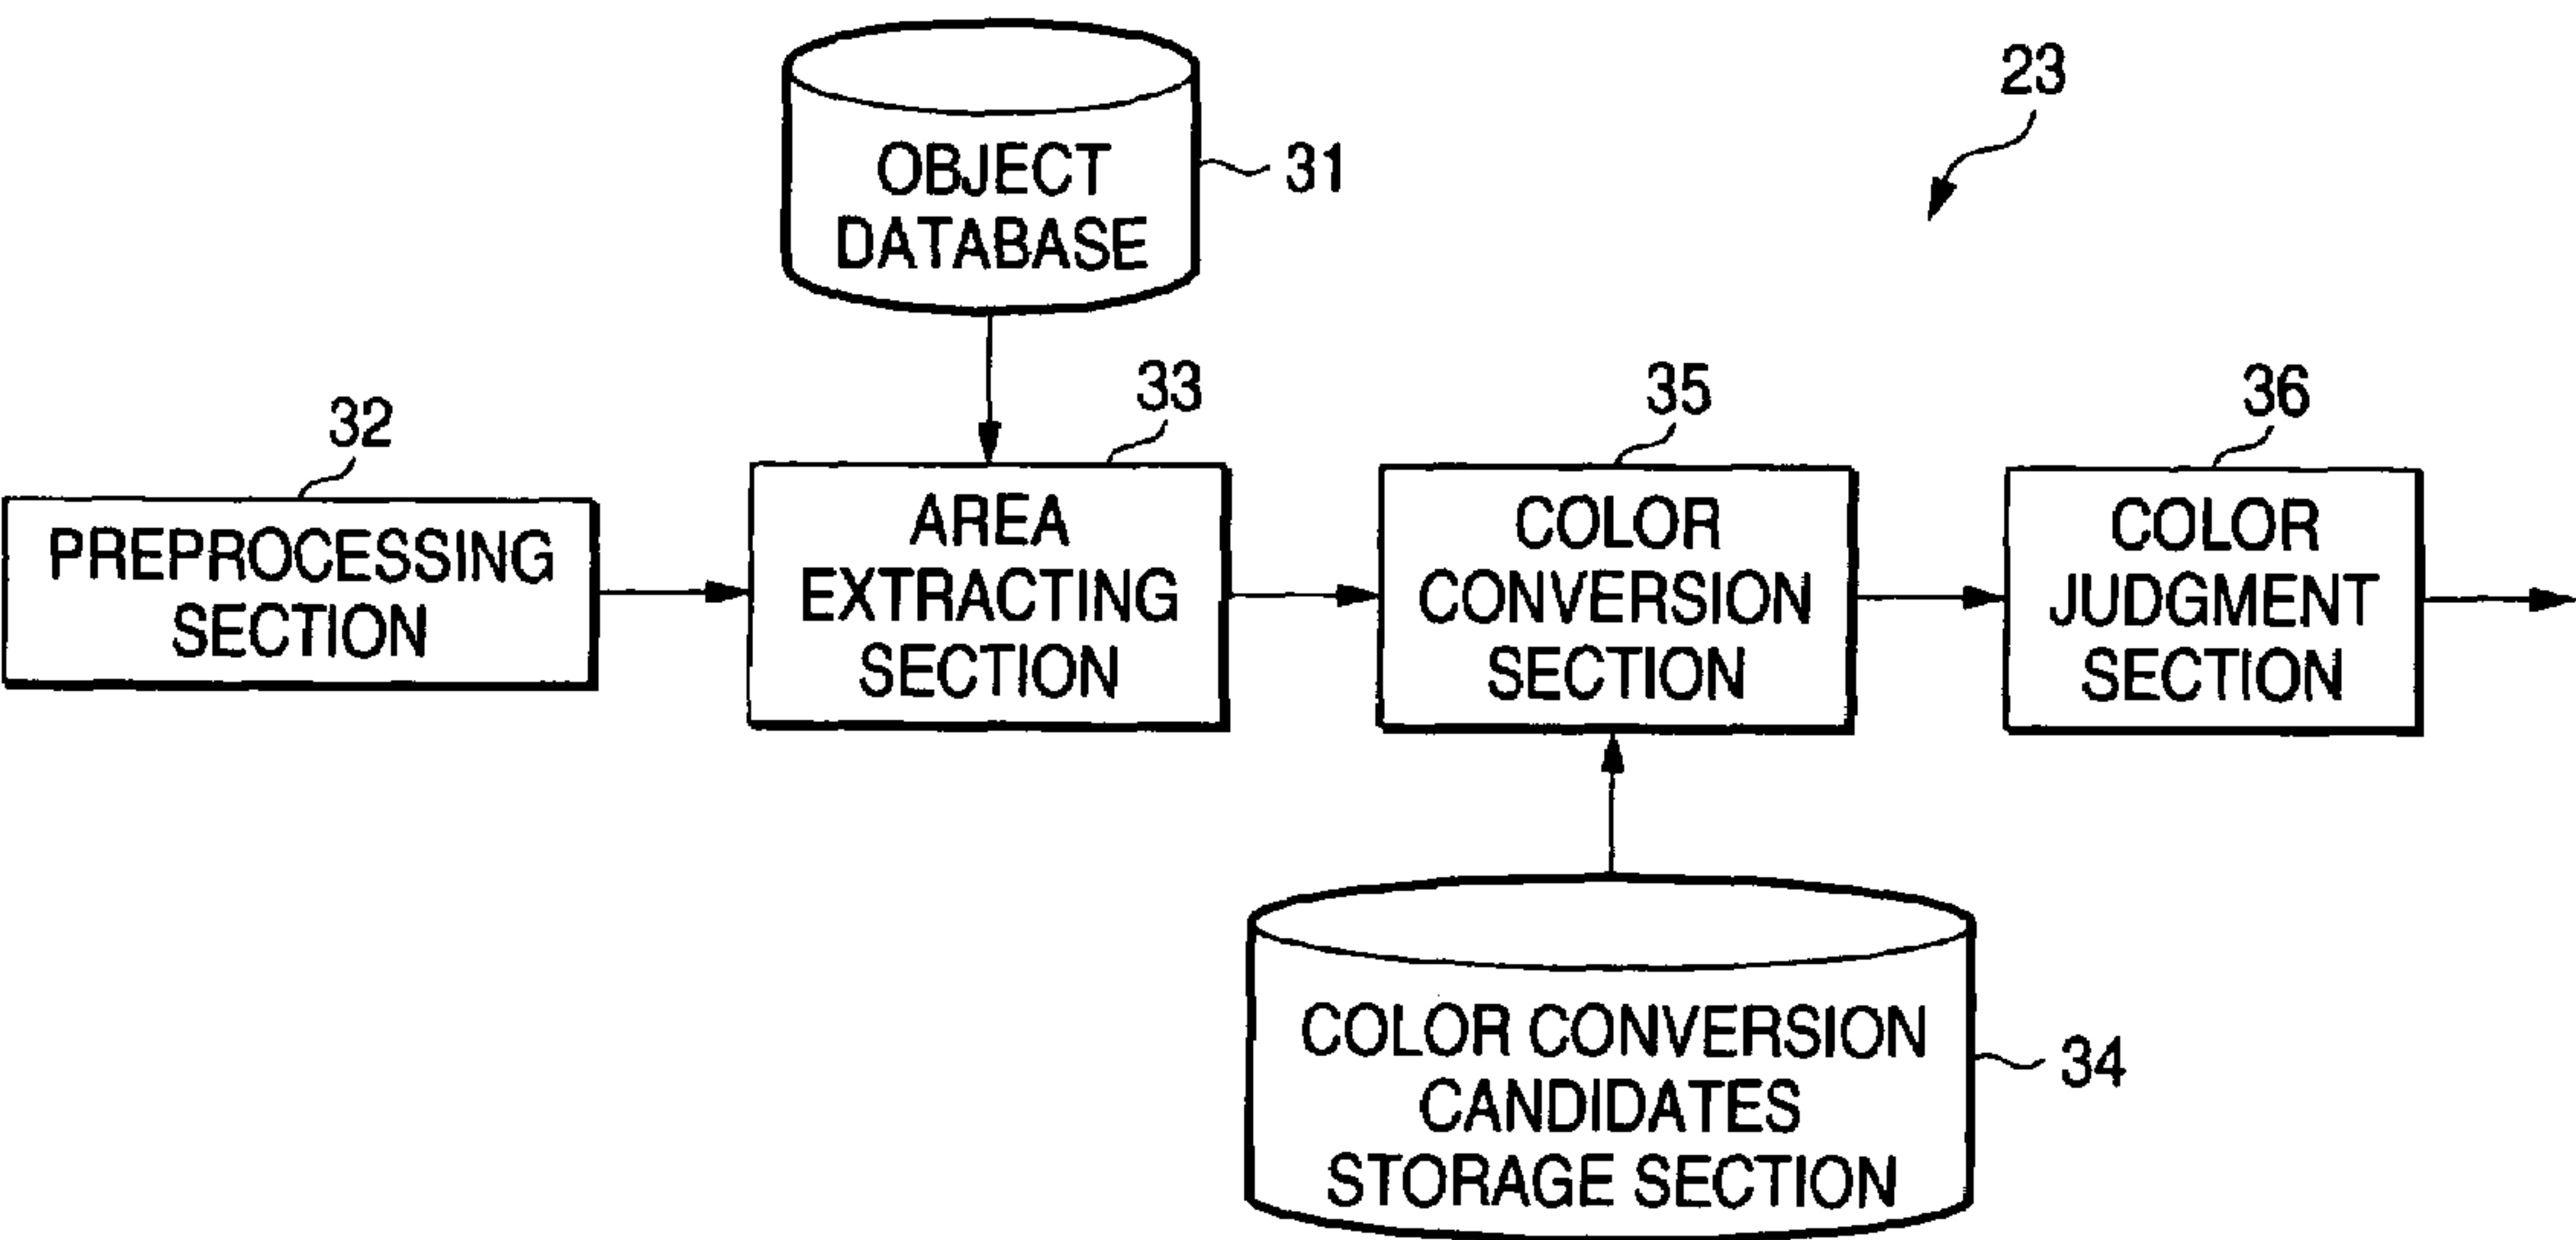 23
OBJECT
DATABASE
31
32
PREPROCESSING
SECTION
33
AREA
EXTRACTING
SECTION
35
COLOR
CONVERSION
SECTION
36
COLOR
JUDGMENT
SECTION
COLOR CONVERSION
CANDIDATES
STORAGE SECTION
34